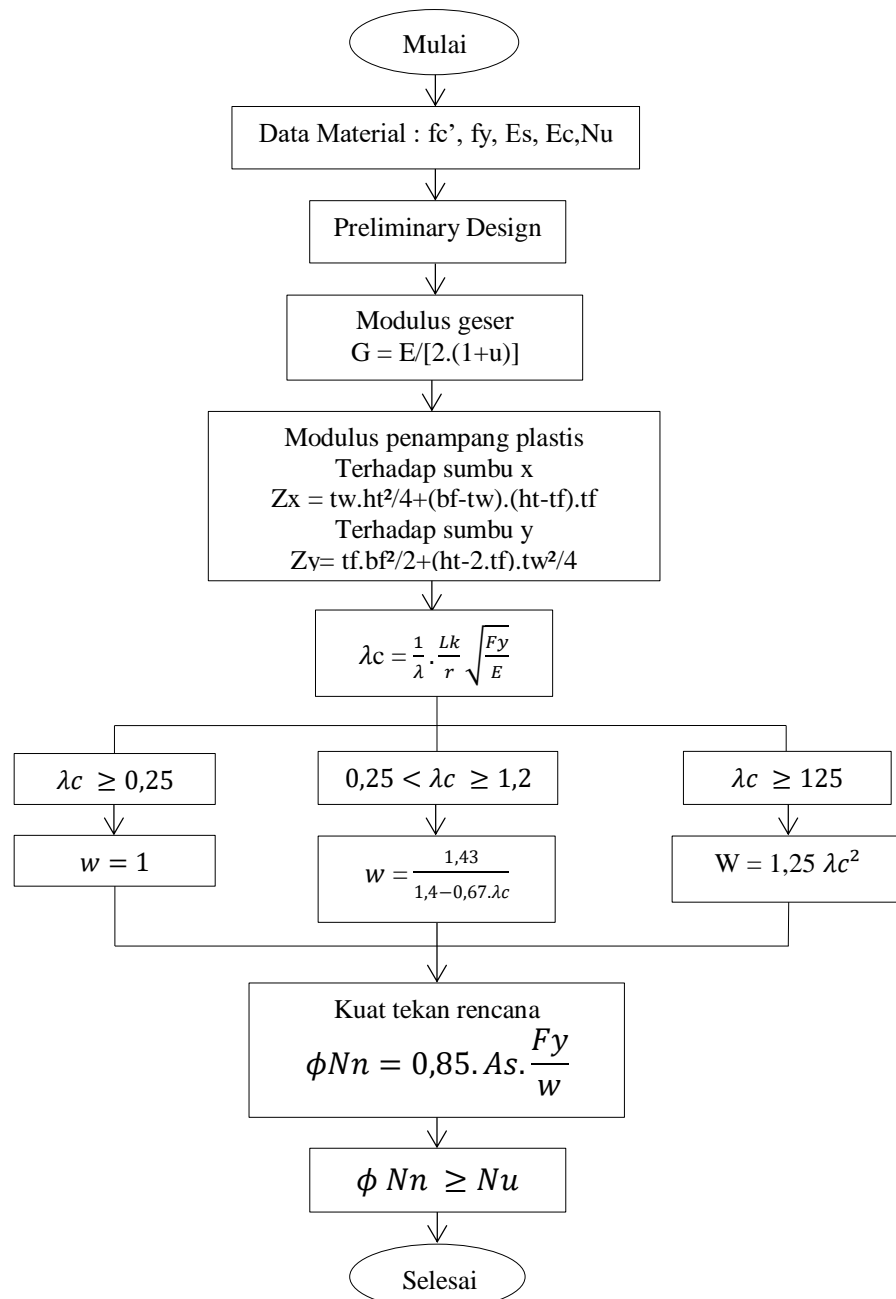 Mulai
Data Material : fc’, fy, Es, Ec,Nu
Preliminary Design
Modulus geser
G = E/[2.(1+u)]
Modulus penampang plastis
Terhadap sumbu x
Zx = tw.ht²/4+(bf-tw).(ht-tf).tf
Terhadap sumbu y
Zy= tf.bf²/2+(ht-2.tf).tw²/4
λc = 1/λ . Lk/r √(Fy/E)
λc ≥ 0,25
0,25 < λc ≥ 1,2
λc ≥ 125
w = 1
w = 1,43/(1,4−0,67.λc)
W = 1,25 λc²
Kuat tekan rencana
ϕNn = 0,85. As. Fy/w
ϕ Nn ≥ Nu
Selesai